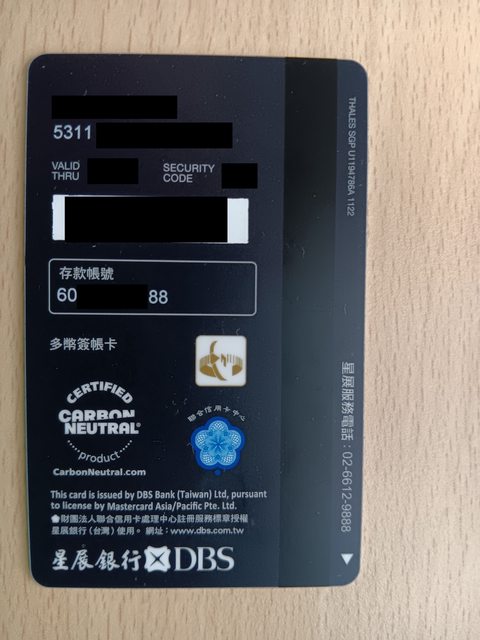 5311
VALID
THRU
SECURITY
CODE
存款帳號
60 88
多幣簽帳卡
CERTIFIED
CARBON
NEUTRAL®
product
CarbonNeutral.com
聯合信用卡中心
This card is issued by DBS Bank (Taiwan) Ltd, pursuant
to license by Mastercard Asia/Pacific Pte. Ltd.
財團法人聯合信用卡處理中心註冊服務標章授權
星展銀行(台灣)使用。 網址:www.dbs.com.tw
星展銀行 DBS
THALES SGP U1194786A 1122
星展服務電話:02-6612-9888